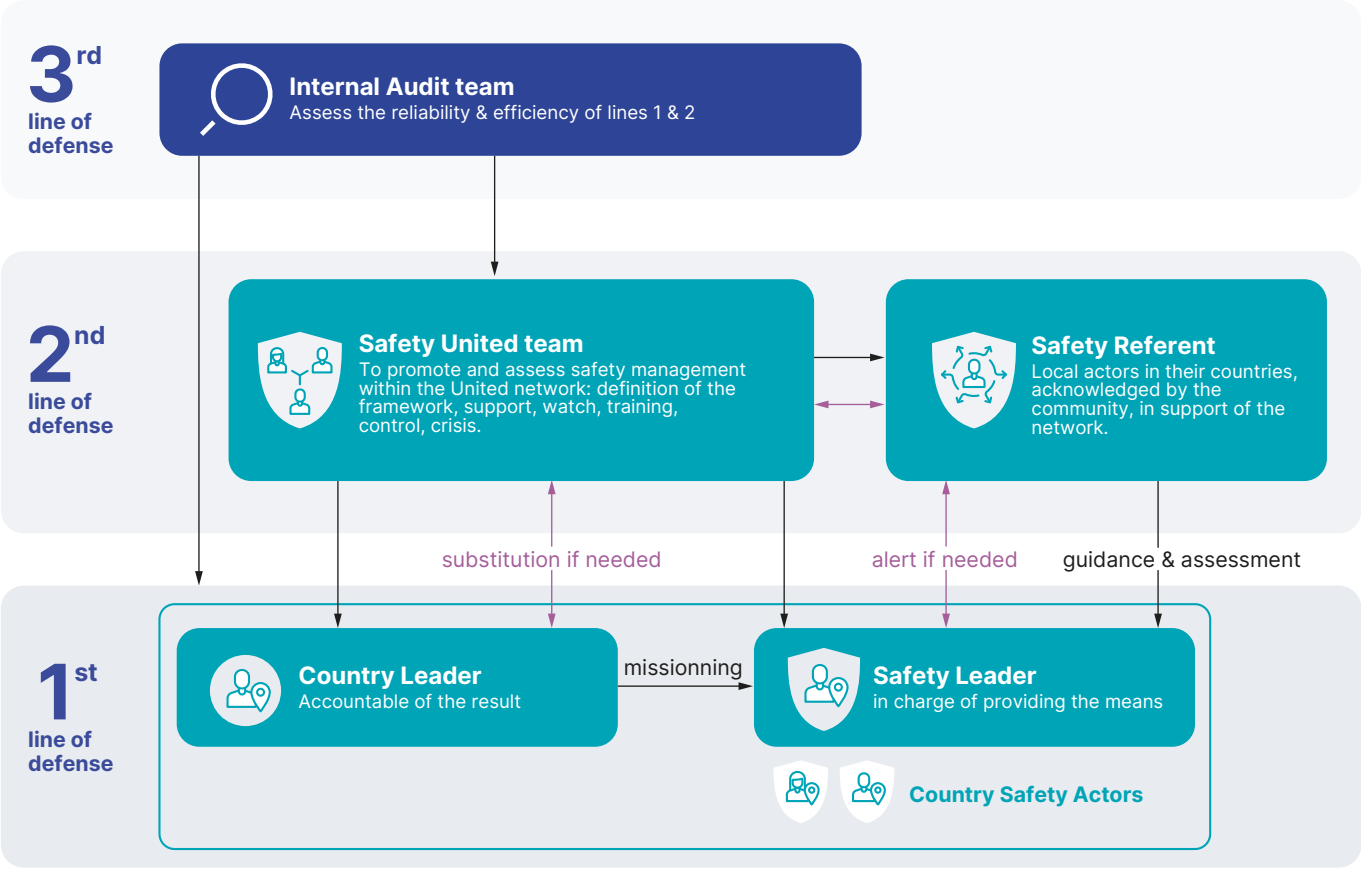 3rd
line of
defense
Internal Audit team
Assess the reliability & efficiency of lines 1 & 2
2nd
line of
defense
Safety United team
To promote and assess safety management
within the United network: definition of the
framework, support, watch, training,
control, crisis.
Safety Referent
Local actors in their countries,
acknowledged by the
community, in support of the
network.
substitution if needed
alert if needed
guidance & assessment
1st
line of
defense
Country Leader
Accountable of the result
missionning
Safety Leader
in charge of providing the means
Country Safety Actors